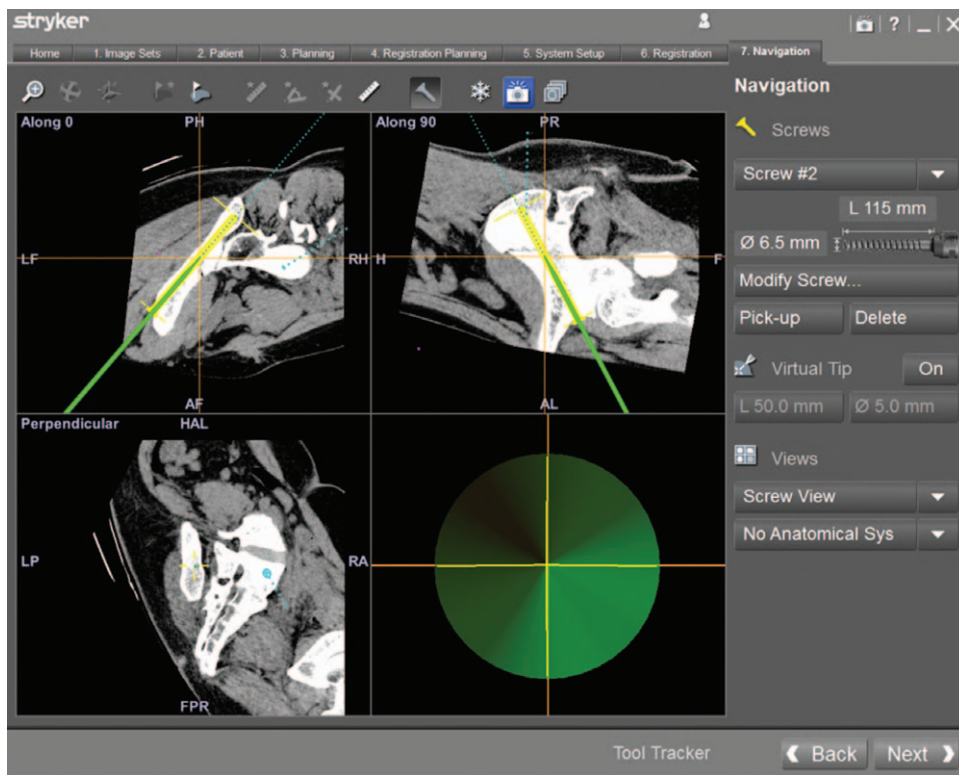 stryker
?
Home 1. Image Sets 2. Patient 3. Planning 4. Registration Planning 5. System Setup 6. Registration 7. Navigation
Navigation
Along 0 PH
Along 90 PR
Screws
Screw #2
L 115 mm
Ø 6.5 mm
LF RH
H F
Modify Screw...
Pick-up Delete
Virtual Tip On
AF
AL
L 50.0 mm Ø 5.0 mm
Perpendicular HAL
Views
Screw View
No Anatomical Sys
LP RA
FPR
Tool Tracker Back Next